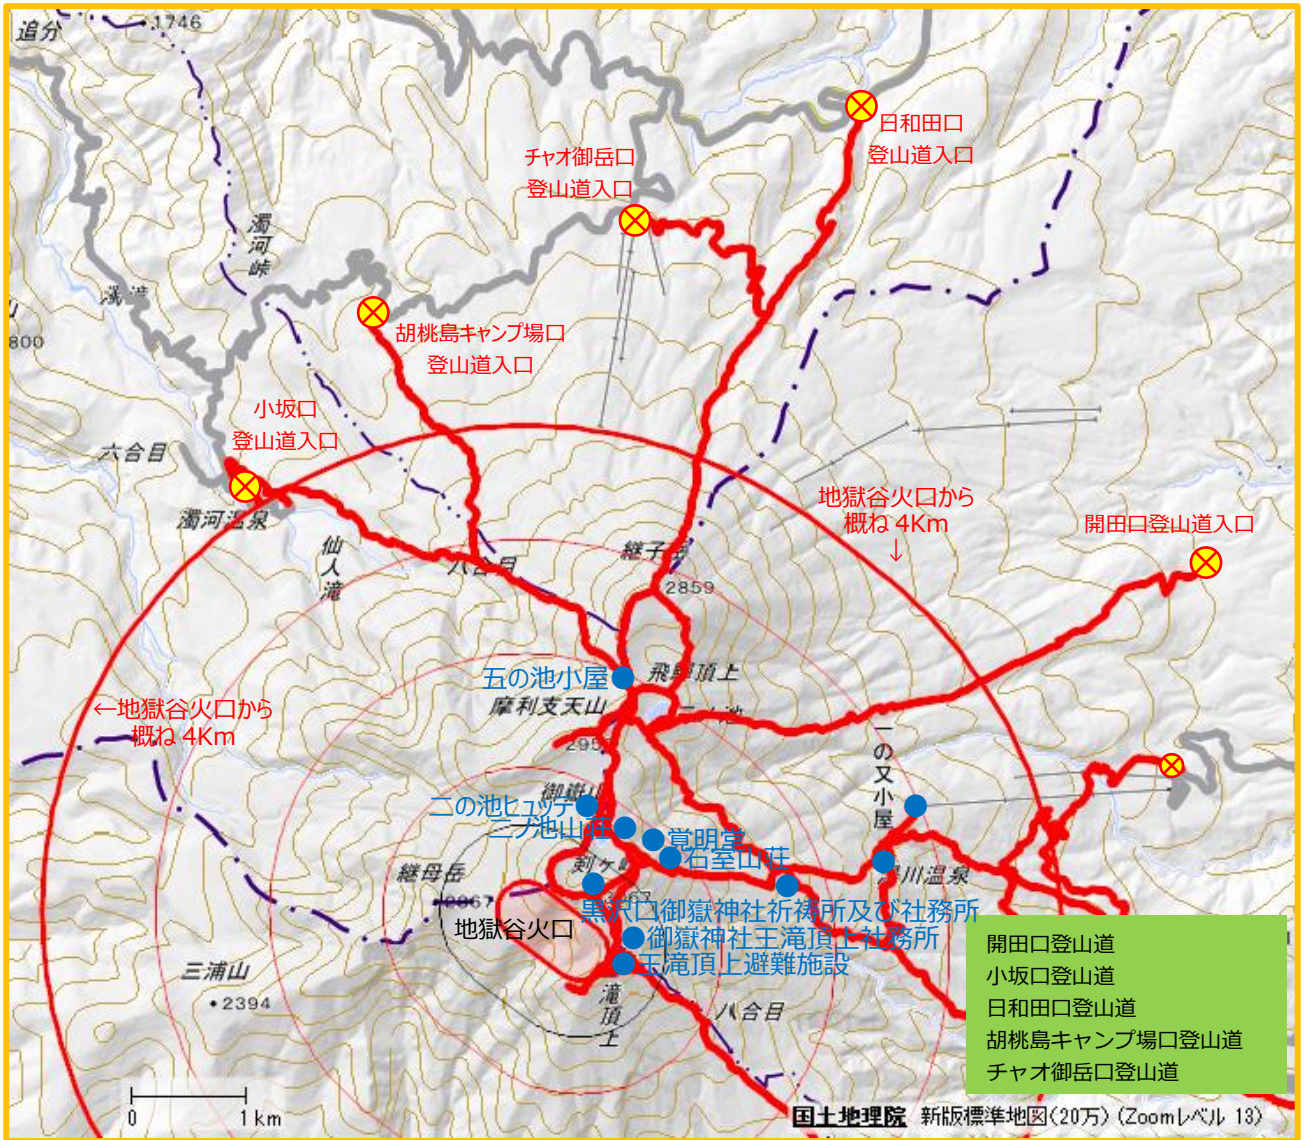 追分
1746
日和田口
登山道入口
チャオ御岳口
登山道入口
濁河峠
800
胡桃島キャンプ場口
登山道入口
小坂口
登山道入口
六合目
濁河温泉
仙人滝
八合目
継子岳
2859
地獄谷火口から
概ね 4Km
↓
開田口登山道入口
五の池小屋
飛騨頂上
摩利支天山
←地獄谷火口から
概ね 4Km
一の又小屋
御嶽山
二の池ヒュッテ
二ノ池山荘
覚明堂
石室山荘
継母岳
2867
剣ヶ峰
黒沢口御嶽神社祈祷所及び社務所
地獄谷火口
御嶽神社王滝頂上社務所
王滝頂上避難施設
三浦山
2394
八合目
開田口登山道
小坂口登山道
日和田口登山道
胡桃島キャンプ場口登山道
チャオ御岳口登山道
0 1km
国土地理院 新版標準地図(20万) (Zoomレベル 13)